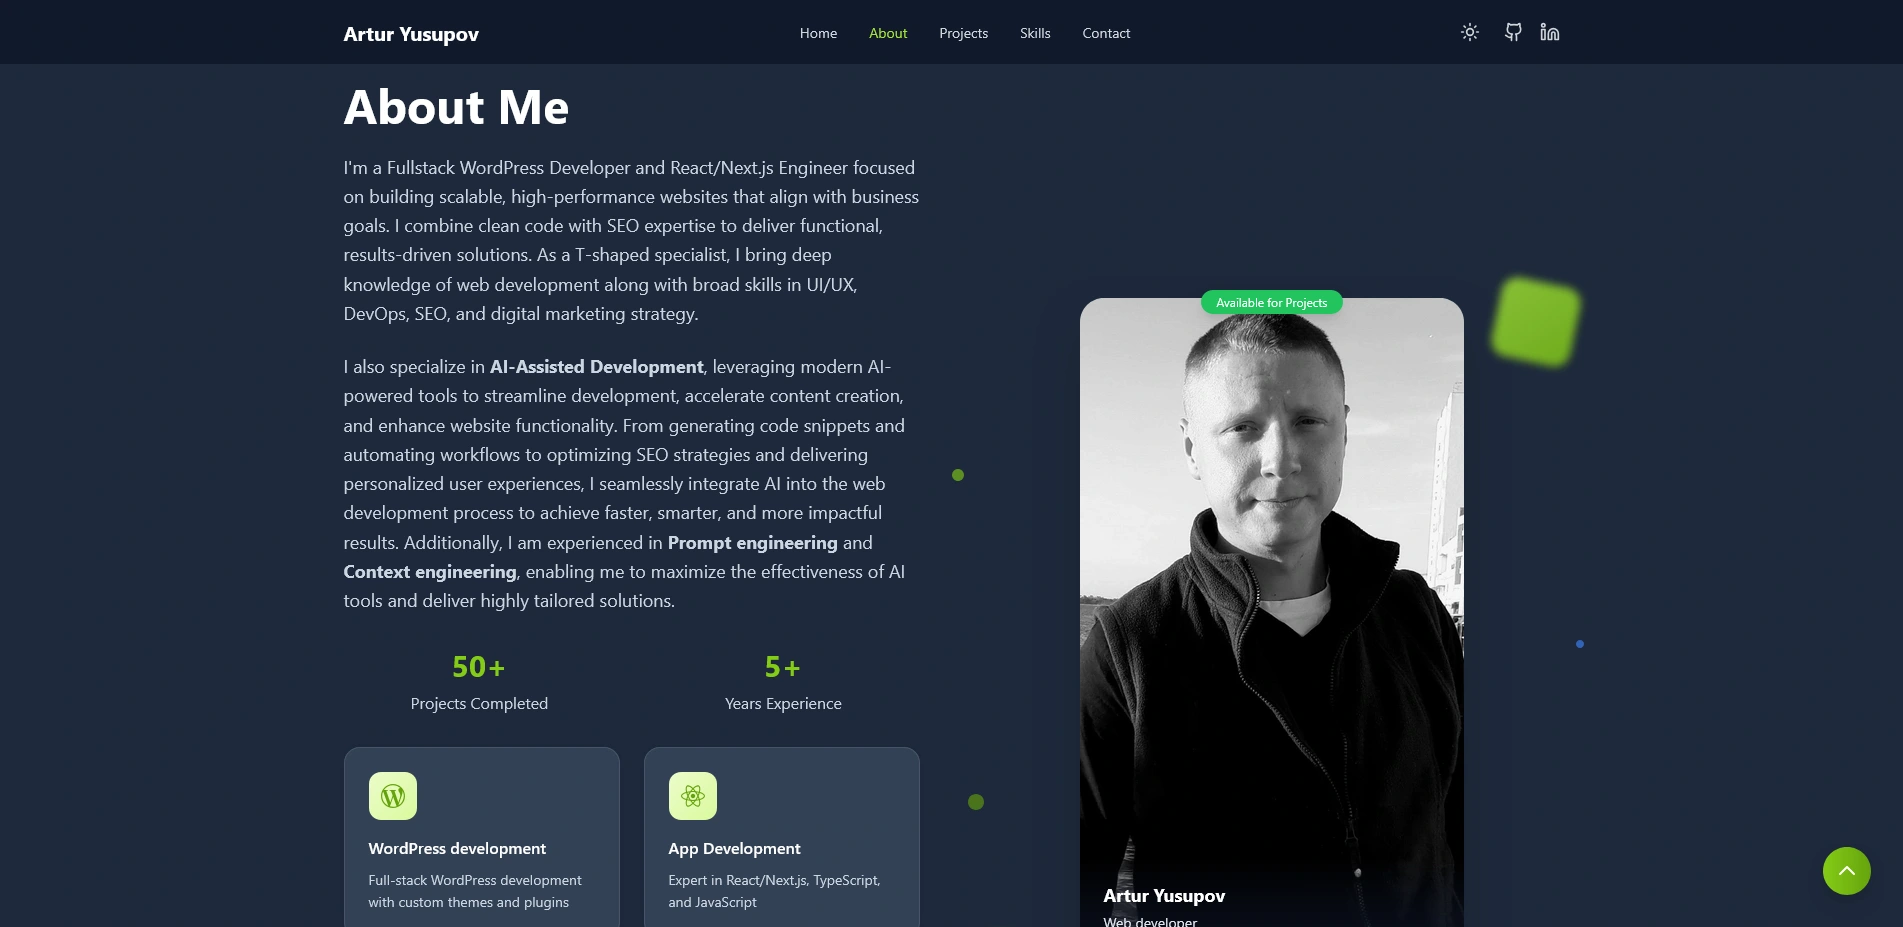 Artur Yusupov
Home About Projects Skills Contact
About Me
I'm a Fullstack WordPress Developer and React/Next.js Engineer focused
on building scalable, high-performance websites that align with business
goals. I combine clean code with SEO expertise to deliver functional,
results-driven solutions. As a T-shaped specialist, I bring deep
knowledge of web development along with broad skills in UI/UX,
DevOps, SEO, and digital marketing strategy.
I also specialize in AI-Assisted Development, leveraging modern AI-
powered tools to streamline development, accelerate content creation,
and enhance website functionality. From generating code snippets and
automating workflows to optimizing SEO strategies and delivering
personalized user experiences, I seamlessly integrate AI into the web
development process to achieve faster, smarter, and more impactful
results. Additionally, I am experienced in Prompt engineering and
Context engineering, enabling me to maximize the effectiveness of AI
tools and deliver highly tailored solutions.
50+
Projects Completed
5+
Years Experience
WordPress development
Full-stack WordPress development
with custom themes and plugins
App Development
Expert in React/Next.js, TypeScript,
and JavaScript
Available for Projects
Artur Yusupov
Web developer